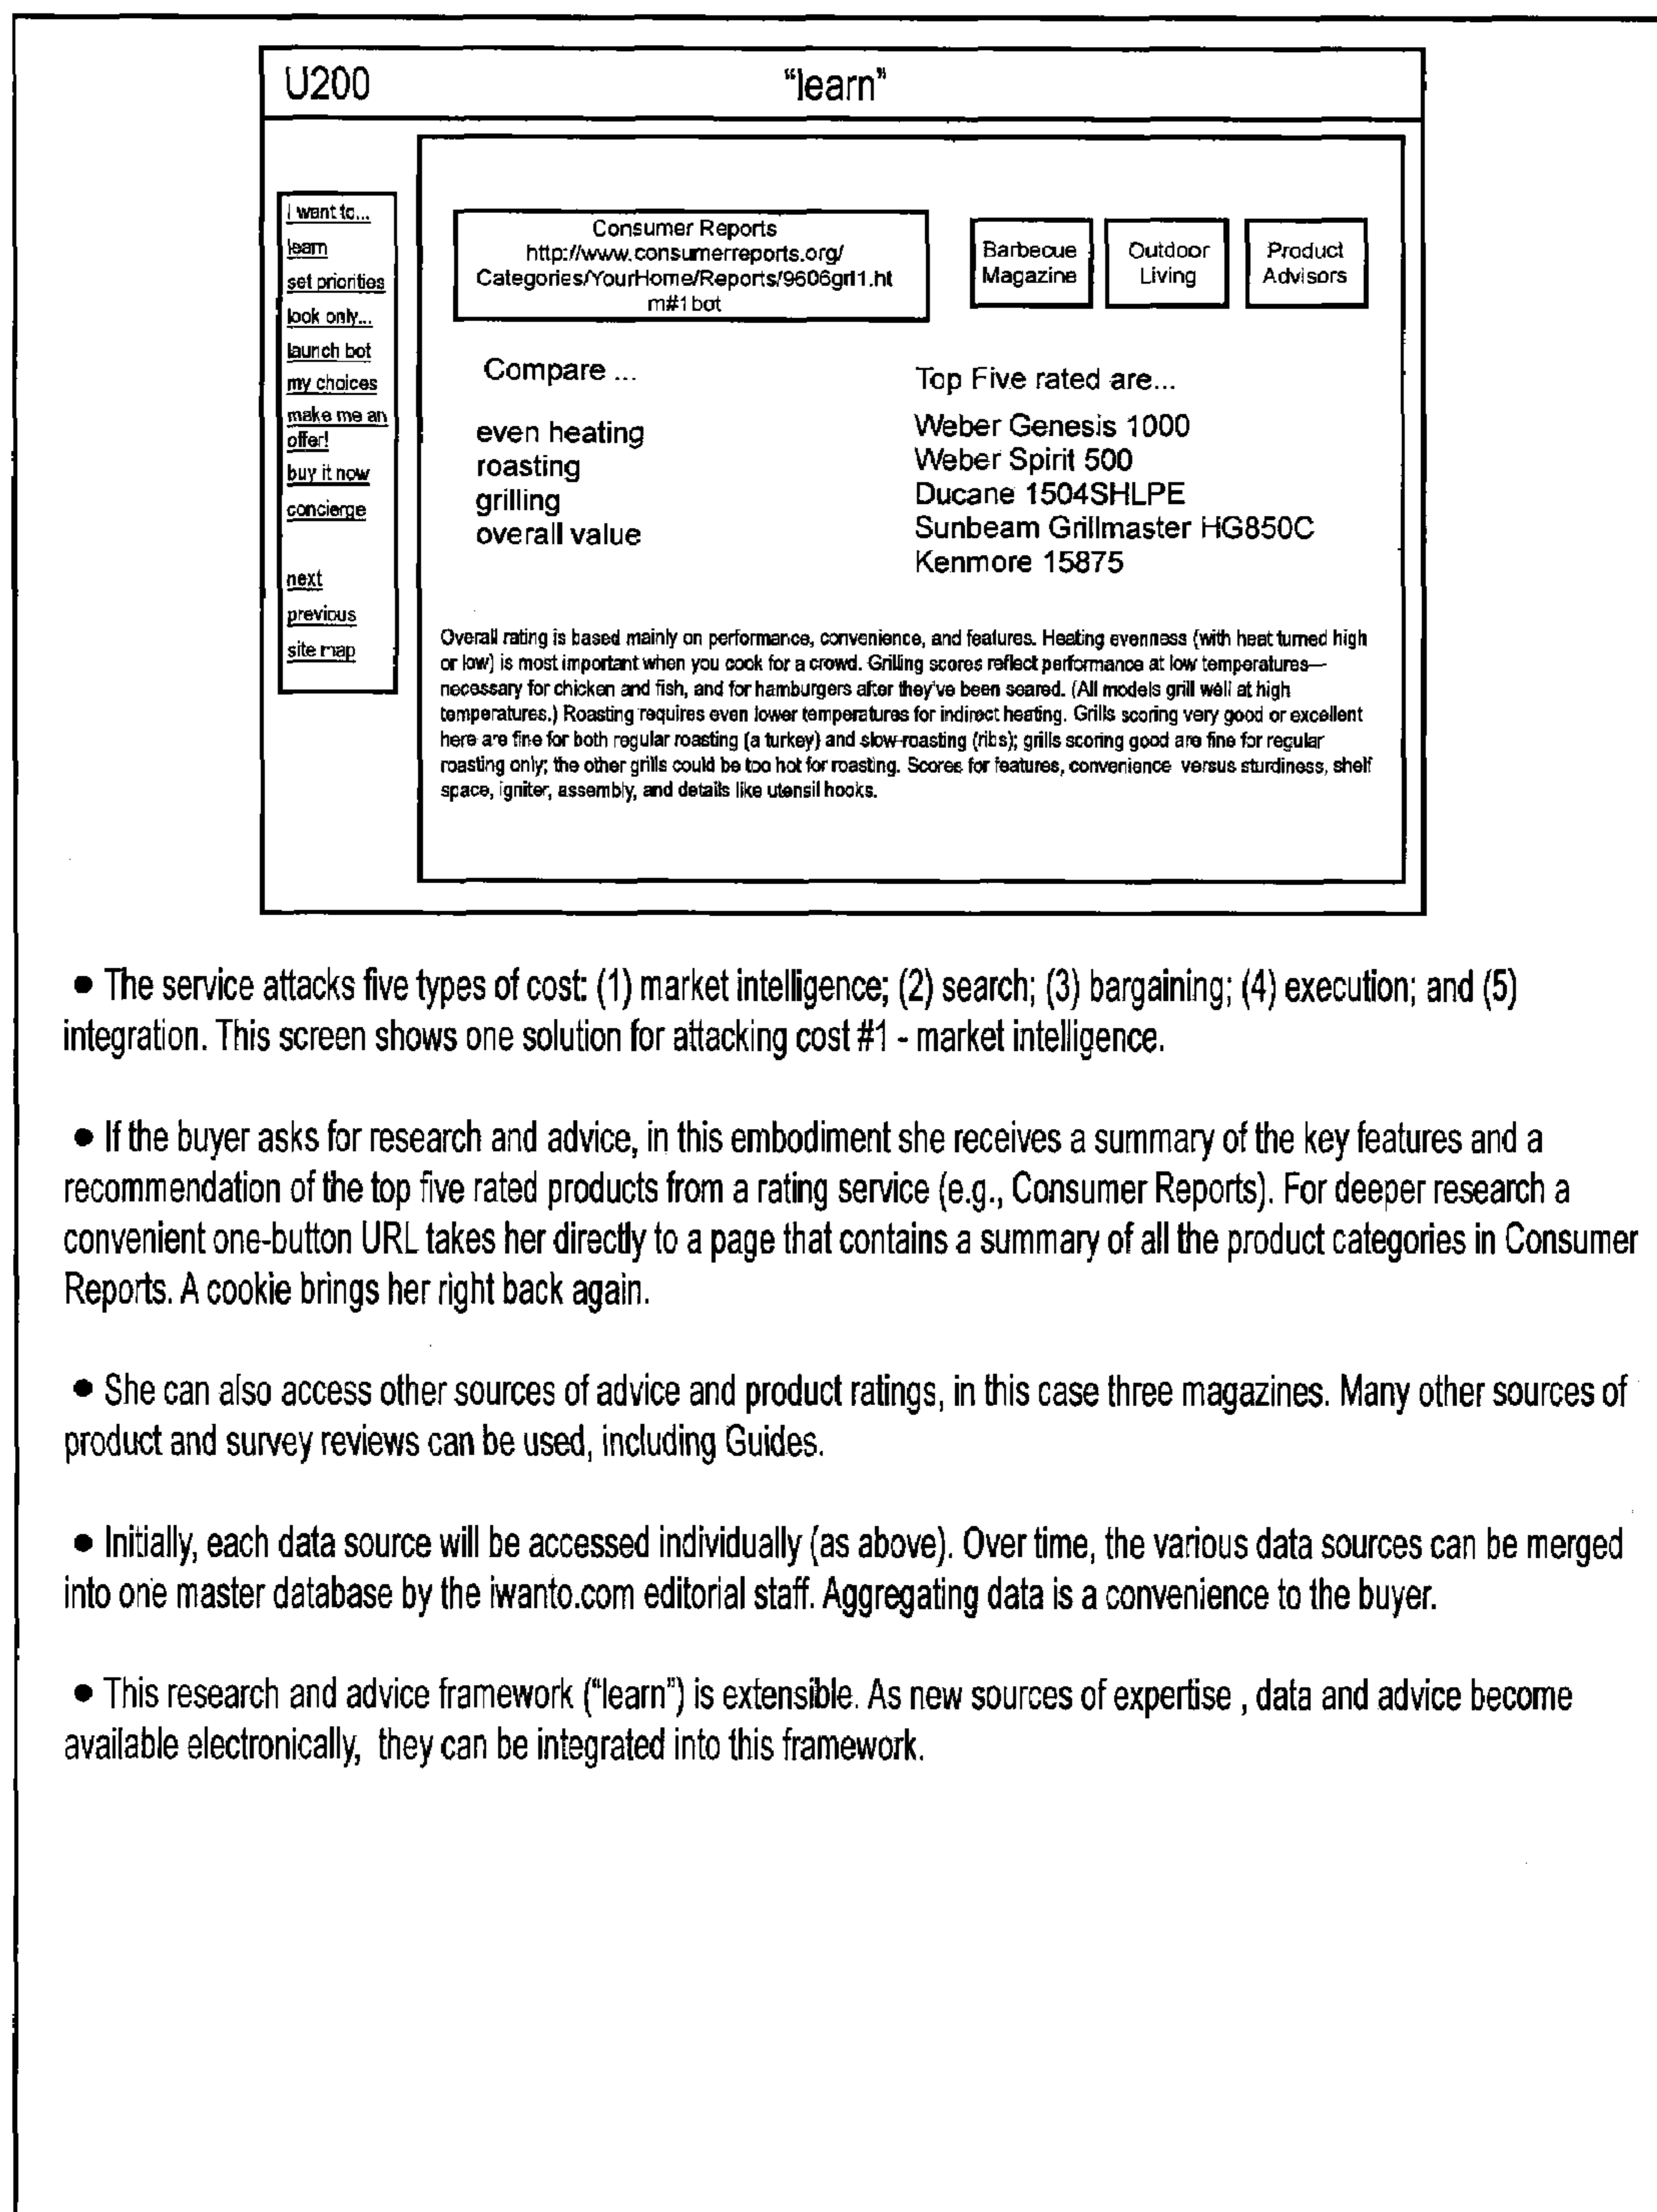 U200
“learn”
I want to...
learn
set priorities
look only...
launch bot
my choices
make me an
offer!
buy it now
concierge
next
previous
site map
Consumer Reports
http://www.consumerreports.org/
Categories/YourHome/Reports/9606grl1.ht
m#1bot
Barbecue
Magazine
Outdoor
Living
Product
Advisors
Compare ...
even heating
roasting
grilling
overall value
Top Five rated are...
Weber Genesis 1000
Weber Spirit 500
Ducane 1504SHLPE
Sunbeam Grillmaster HG850C
Kenmore 15875
Overall rating is based mainly on performance, convenience, and features. Heating evenness (with heat turned high
or low) is most important when you cook for a crowd. Grilling scores reflect performance at low temperatures—
necessary for chicken and fish, and for hamburgers after they've been seared. (All models grill well at high
temperatures.) Roasting requires even lower temperatures for indirect heating. Grills scoring very good or excellent
here are fine for both regular roasting (a turkey) and slow-roasting (ribs); grills scoring good are fine for regular
roasting only; the other grills could be too hot for roasting. Scores for features, convenience versus sturdiness, shelf
space, igniter, assembly, and details like utensil hooks.
• The service attacks five types of cost: (1) market intelligence; (2) search; (3) bargaining; (4) execution; and (5)
integration. This screen shows one solution for attacking cost #1 - market intelligence.
• If the buyer asks for research and advice, in this embodiment she receives a summary of the key features and a
recommendation of the top five rated products from a rating service (e.g., Consumer Reports). For deeper research a
convenient one-button URL takes her directly to a page that contains a summary of all the product categories in Consumer
Reports. A cookie brings her right back again.
• She can also access other sources of advice and product ratings, in this case three magazines. Many other sources of
product and survey reviews can be used, including Guides.
• Initially, each data source will be accessed individually (as above). Over time, the various data sources can be merged
into one master database by the iwanto.com editorial staff. Aggregating data is a convenience to the buyer.
• This research and advice framework (“learn”) is extensible. As new sources of expertise , data and advice become
available electronically, they can be integrated into this framework.